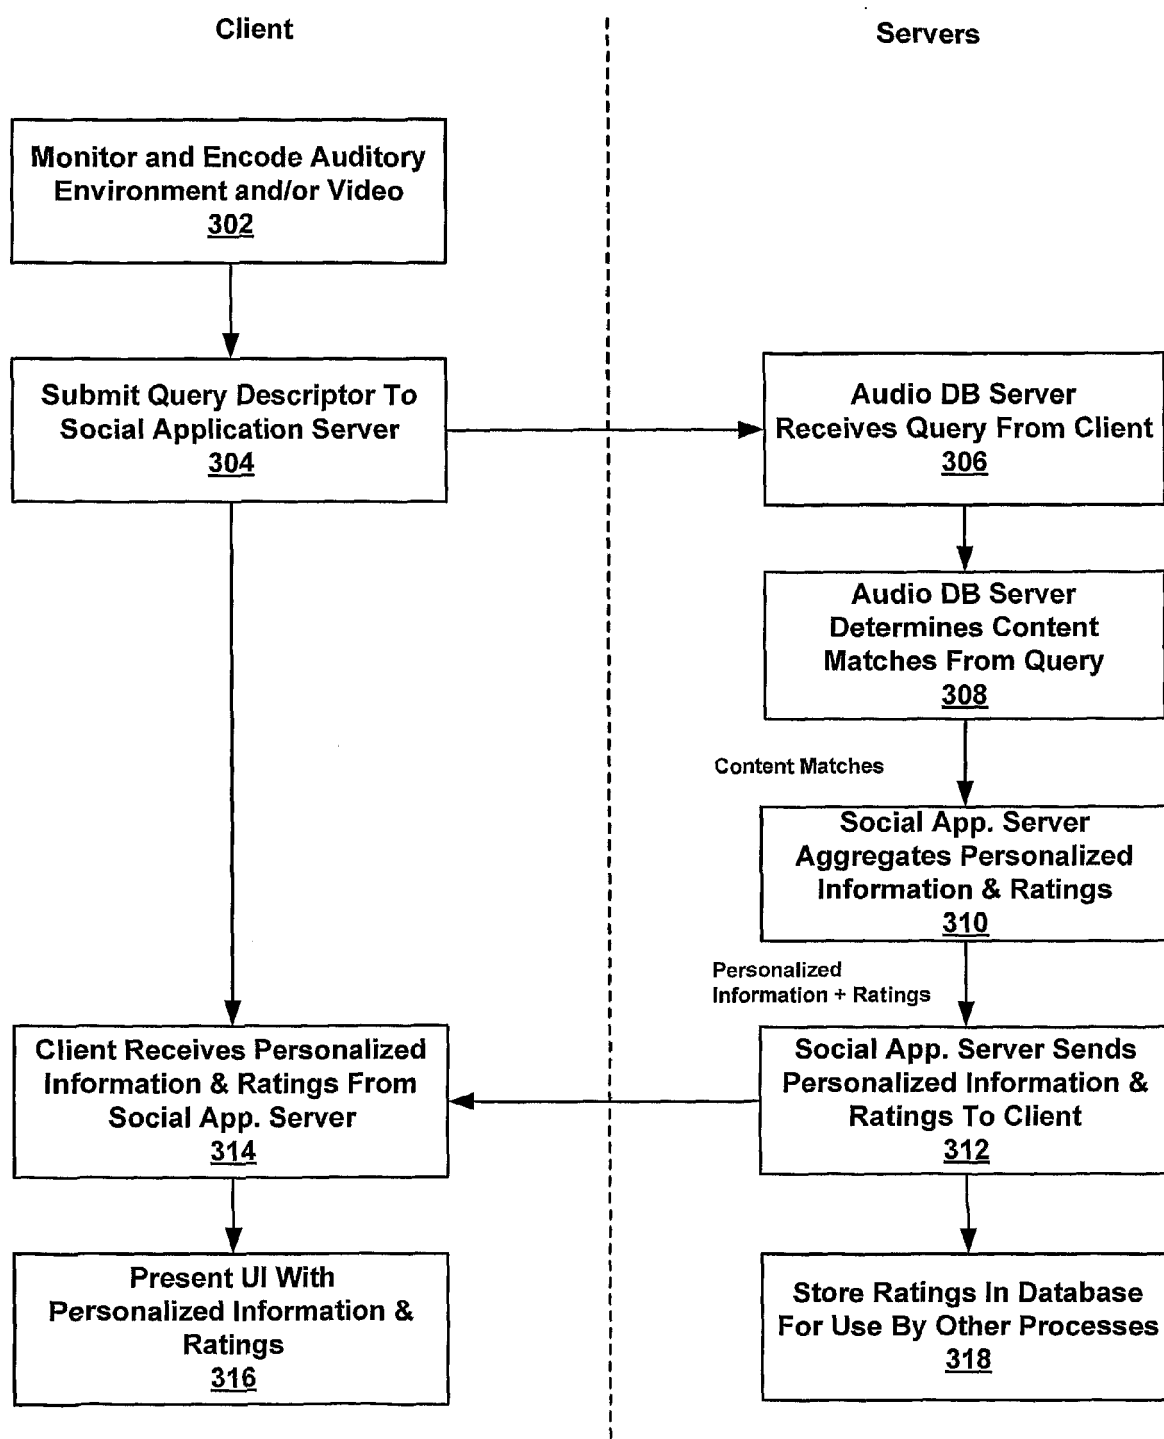 Client
Servers
Monitor and Encode Auditory
Environment and/or Video
302
Submit Query Descriptor To
Social Application Server
304
Audio DB Server
Receives Query From Client
306
Audio DB Server
Determines Content
Matches From Query
308
Content Matches
Social App. Server
Aggregates Personalized
Information & Ratings
310
Personalized
Information + Ratings
Social App. Server Sends
Personalized Information &
Ratings To Client
312
Client Receives Personalized
Information & Ratings From
Social App. Server
314
Present UI With
Personalized Information &
Ratings
316
Store Ratings In Database
For Use By Other Processes
318